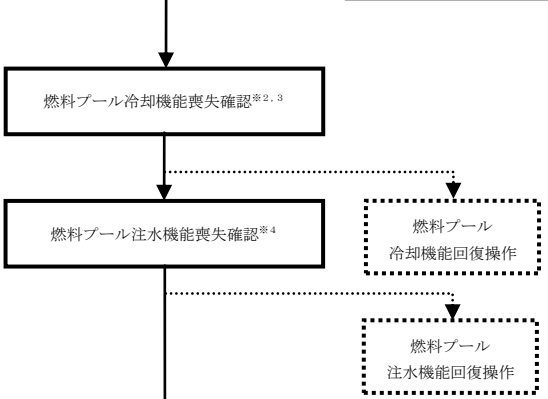 燃料プール冷却機能喪失確認※2,3
燃料プール注水機能喪失確認※4
燃料プール
冷却機能回復操作
燃料プール
注水機能回復操作